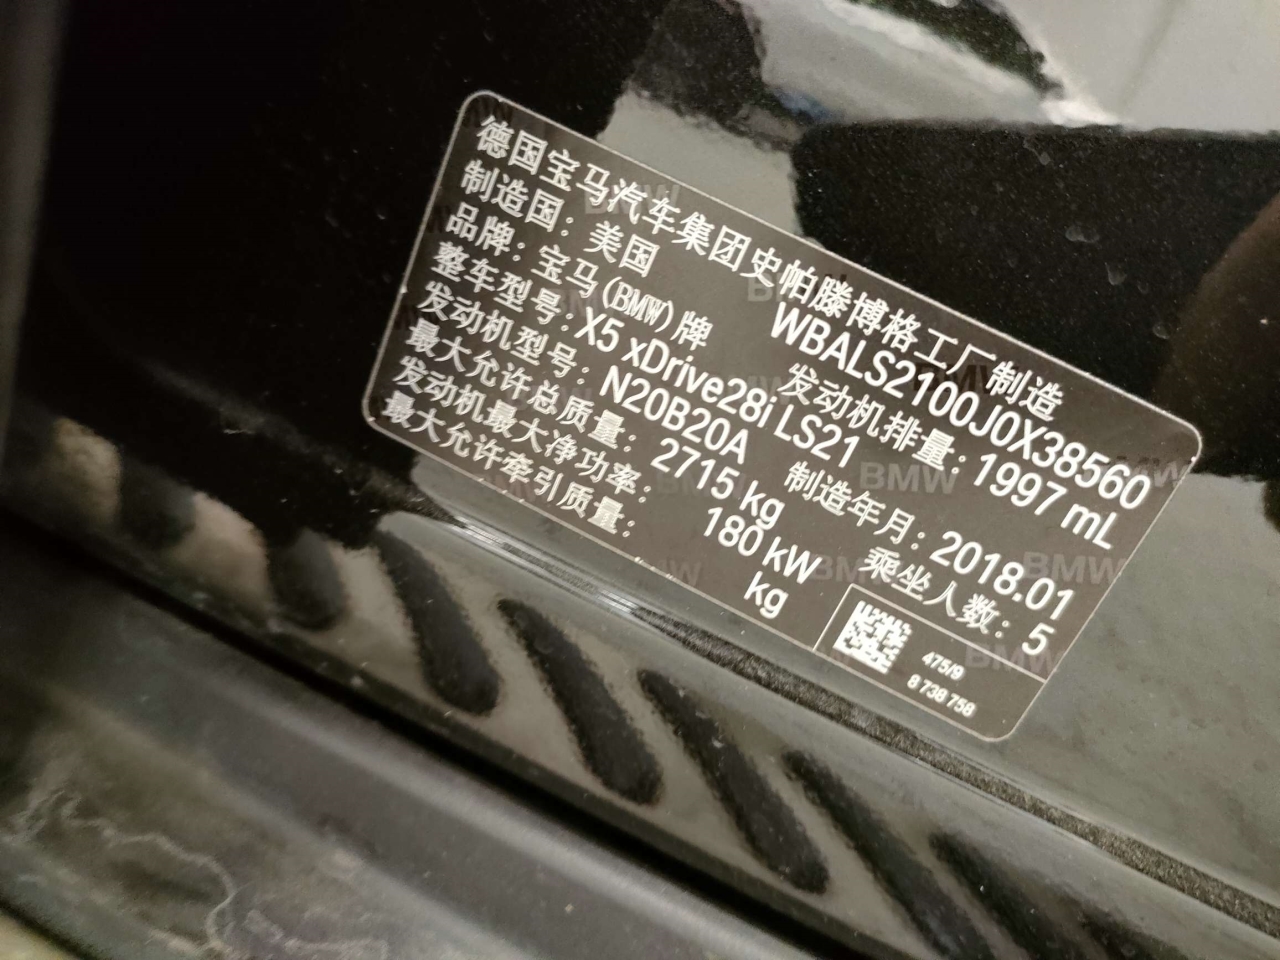 德国宝马汽车集团史帕滕博格工厂制造
制造国：美国 WBALS2100J0X38560
品牌：宝马(BMW)牌 发动机排量：1997 mL
整车型号：X5 xDrive28i LS21
发动机型号：N20B20A 制造年月：2018.01
最大允许总质量：2715 kg 乘坐人数：5
发动机最大净功率：180 kW
最大允许牵引质量： kg
475/9
8 738 758